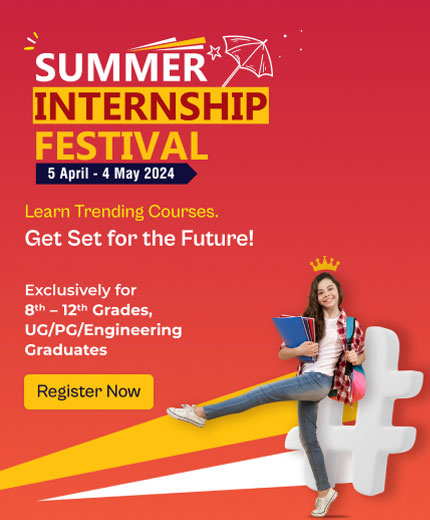 SUMMER
INTERNSHIP
FESTIVAL
5 April - 4 May 2024
Learn Trending Courses.
Get Set for the Future!
Exclusively for
8th – 12th Grades,
UG/PG/Engineering
Graduates
Register Now